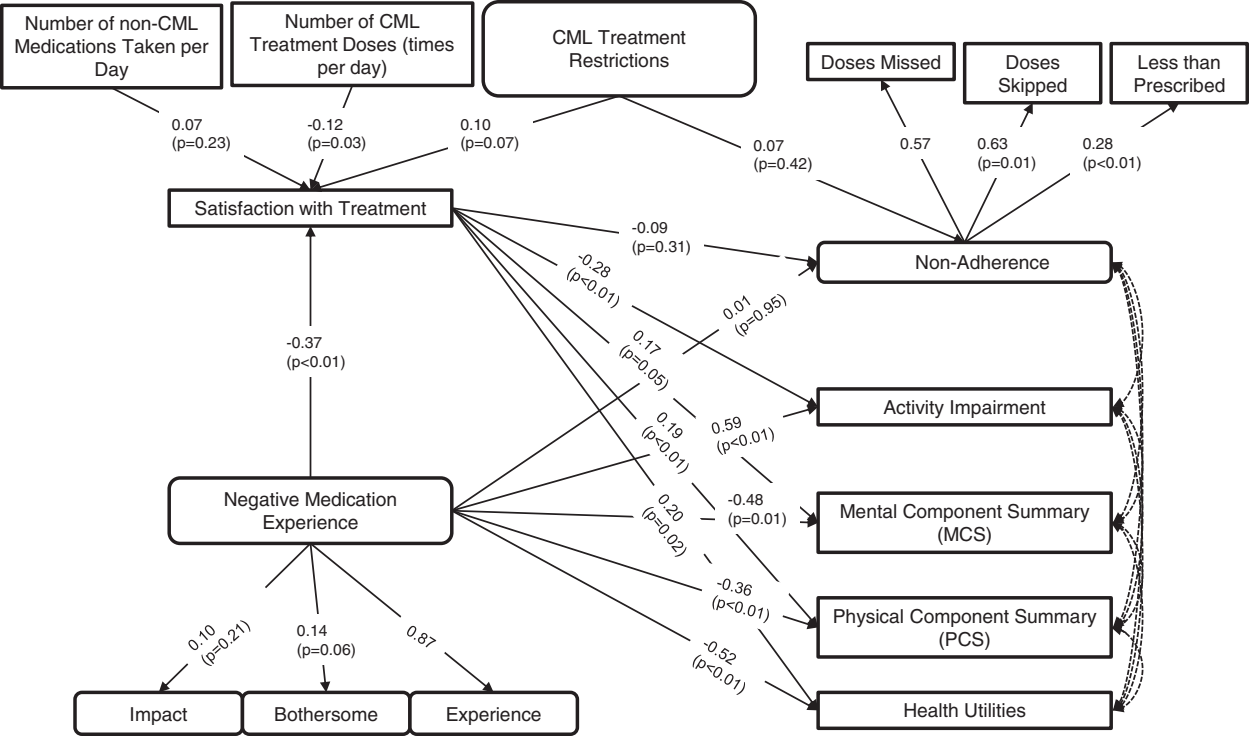 Number of non-CML
Medications Taken per
Day
Number of CML
Treatment Doses (times
per day)
CML Treatment
Restrictions
Doses Missed
Doses
Skipped
Less than
Prescribed
0.07
(p=0.23)
-0.12
(p=0.03)
0.10
(p=0.07)
0.07
(p=0.42)
0.57
0.63
(p=0.01)
0.28
(p<0.01)
Satisfaction with Treatment
-0.09
(p=0.31)
Non-Adherence
-0.28
(p<0.01)
0.01
(p=0.95)
-0.37
(p<0.01)
0.17
(p=0.05)
Activity Impairment
0.59
(p<0.01)
0.19
(p<0.01)
Negative Medication
Experience
0.20
(p=0.02)
-0.48
(p=0.01)
Mental Component Summary
(MCS)
-0.36
(p<0.01)
Physical Component Summary
(PCS)
0.10
(p=0.21)
0.14
(p=0.06)
0.87
-0.52
(p<0.01)
Impact
Bothersome
Experience
Health Utilities